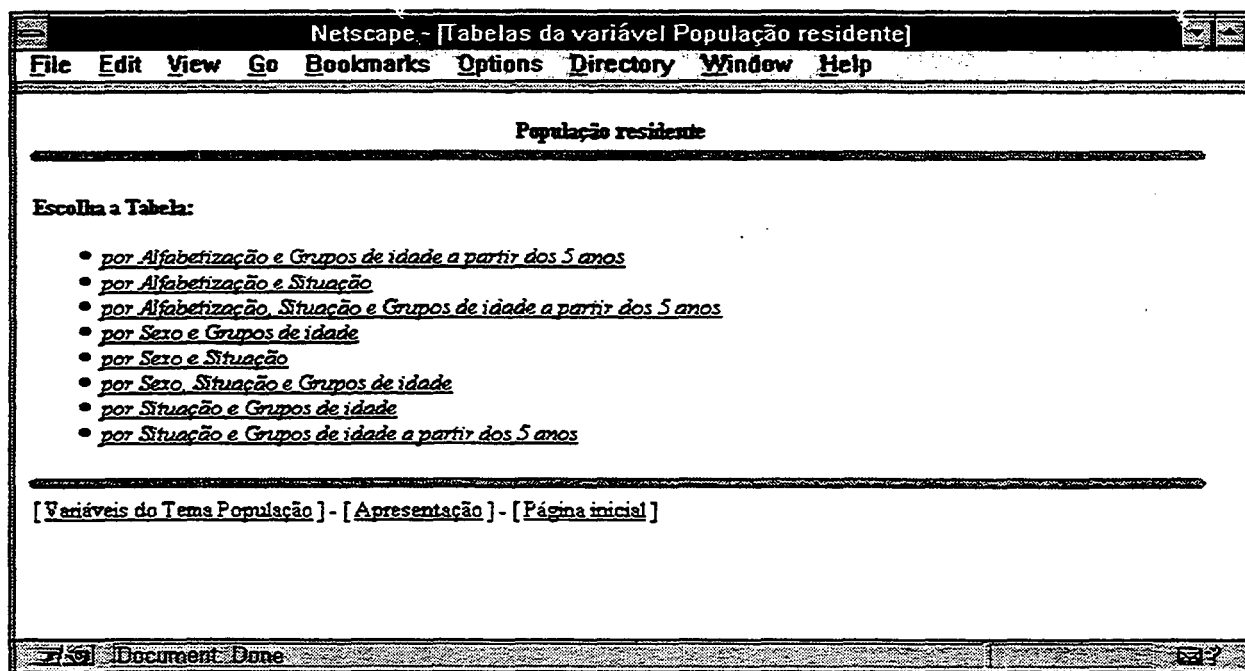 Netscape - [Tabelas da variável População residente]
File Edit View Go Bookmarks Options Directory Window Help
População residente
Escolha a Tabela:
por Alfabetização e Grupos de idade a partir dos 5 anos
por Alfabetização e Situação
por Alfabetização, Situação e Grupos de idade a partir dos 5 anos
por Sexo e Grupos de idade
por Sexo e Situação
por Sexo, Situação e Grupos de idade
por Situação e Grupos de idade
por Situação e Grupos de idade a partir dos 5 anos
[ Variáveis do Tema População ] - [ Apresentação ] - [ Página inicial ]
Document: Done